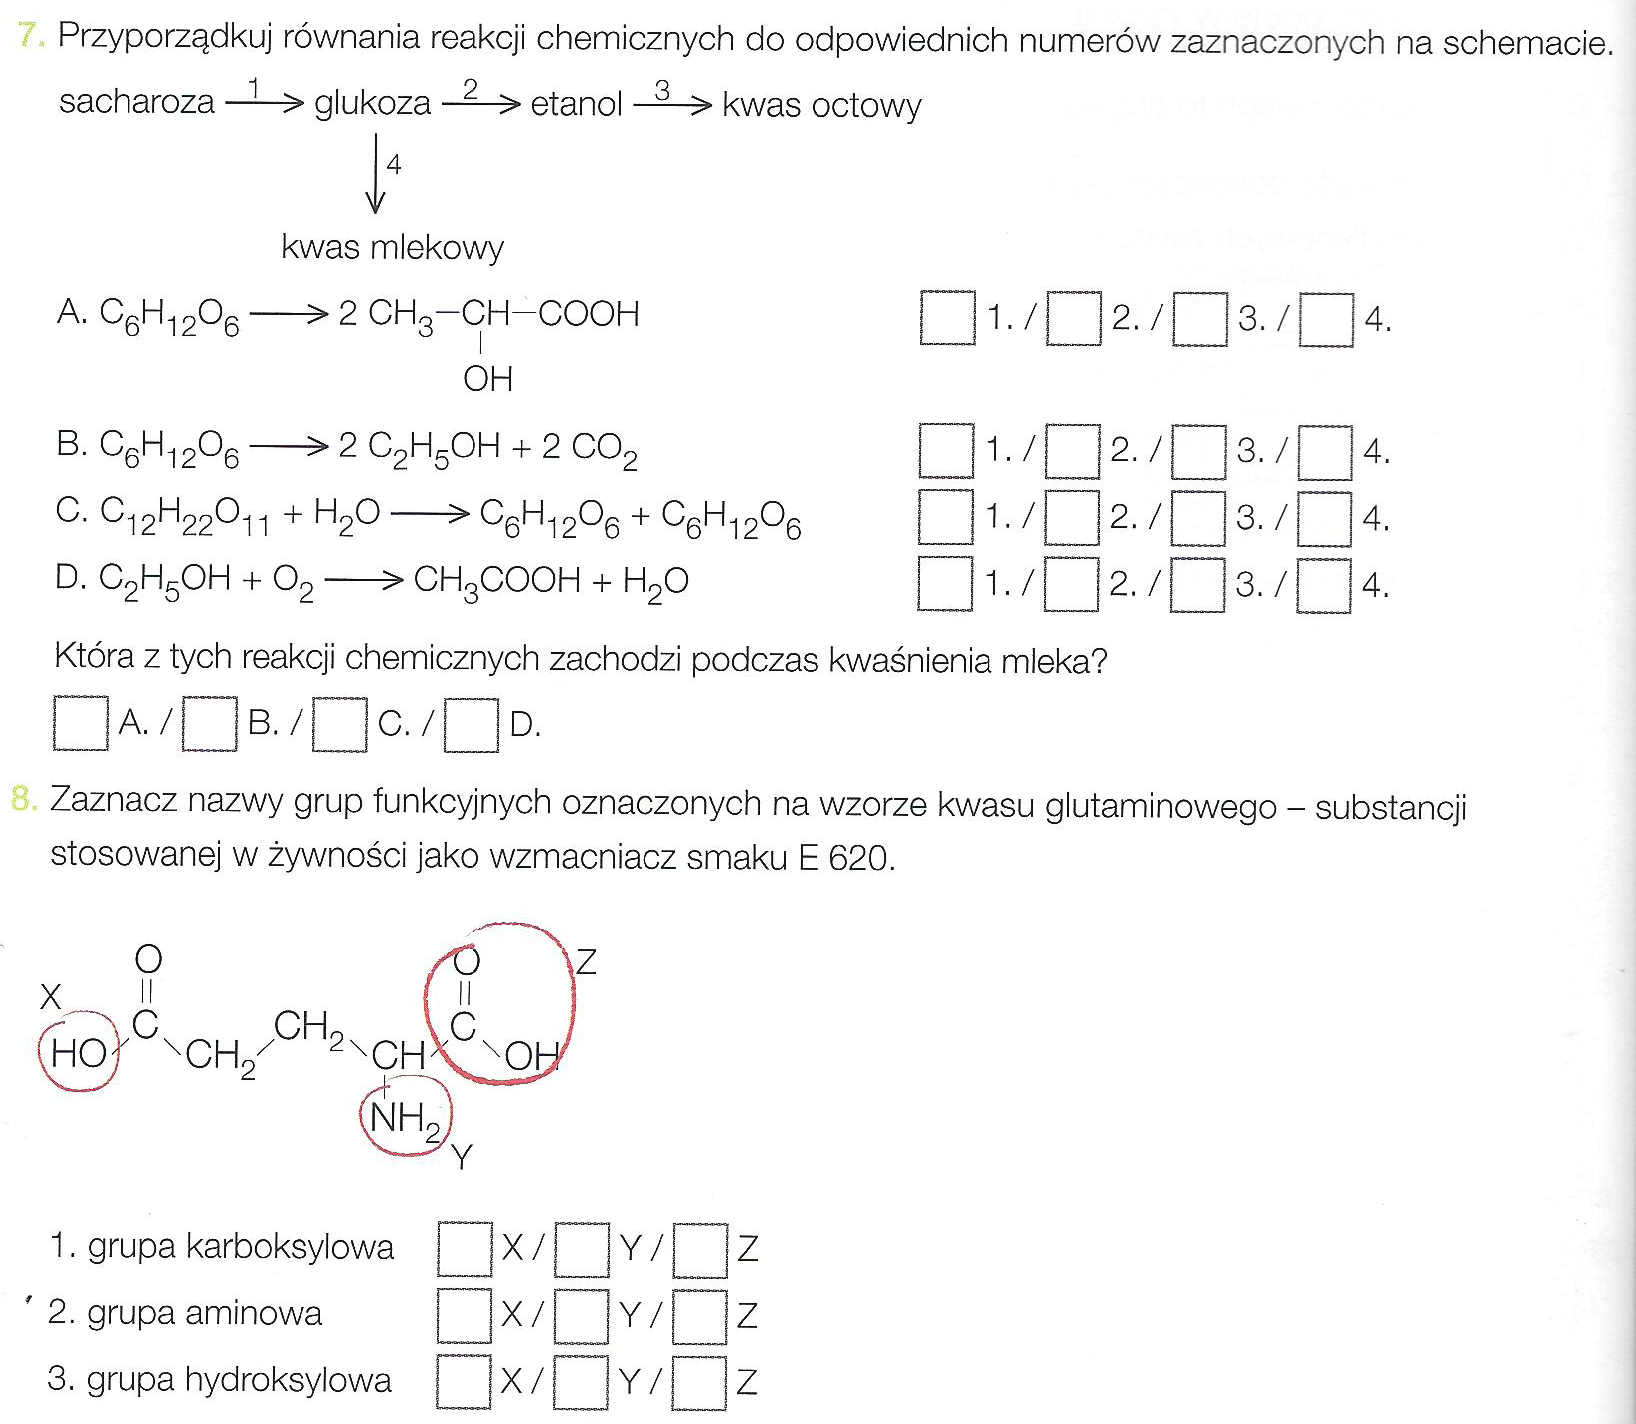 7. Przyporządkuj równania reakcji chemicznych do odpowiednich numerów zaznaczonych na schemacie.
sacharoza —1→ glukoza —2→ etanol —3→ kwas octowy
↓ 4
kwas mlekowy
A. C₆H₁₂O₆ ⟶ 2 CH₃–CH–COOH □ 1. / □ 2. / □ 3. / □ 4.
|
OH
B. C₆H₁₂O₆ ⟶ 2 C₂H₅OH + 2 CO₂ □ 1. / □ 2. / □ 3. / □ 4.
C. C₁₂H₂₂O₁₁ + H₂O ⟶ C₆H₁₂O₆ + C₆H₁₂O₆ □ 1. / □ 2. / □ 3. / □ 4.
D. C₂H₅OH + O₂ ⟶ CH₃COOH + H₂O □ 1. / □ 2. / □ 3. / □ 4.
Która z tych reakcji chemicznych zachodzi podczas kwaśnienia mleka?
□ A. / □ B. / □ C. / □ D.
8. Zaznacz nazwy grup funkcyjnych oznaczonych na wzorze kwasu glutaminowego – substancji
stosowanej w żywności jako wzmacniacz smaku E 620.
O O Z
X || ||
C CH₂ C
HO CH₂ CH OH
NH₂
Y
1. grupa karboksylowa □ X / □ Y / □ Z
2. grupa aminowa □ X / □ Y / □ Z
3. grupa hydroksylowa □ X / □ Y / □ Z